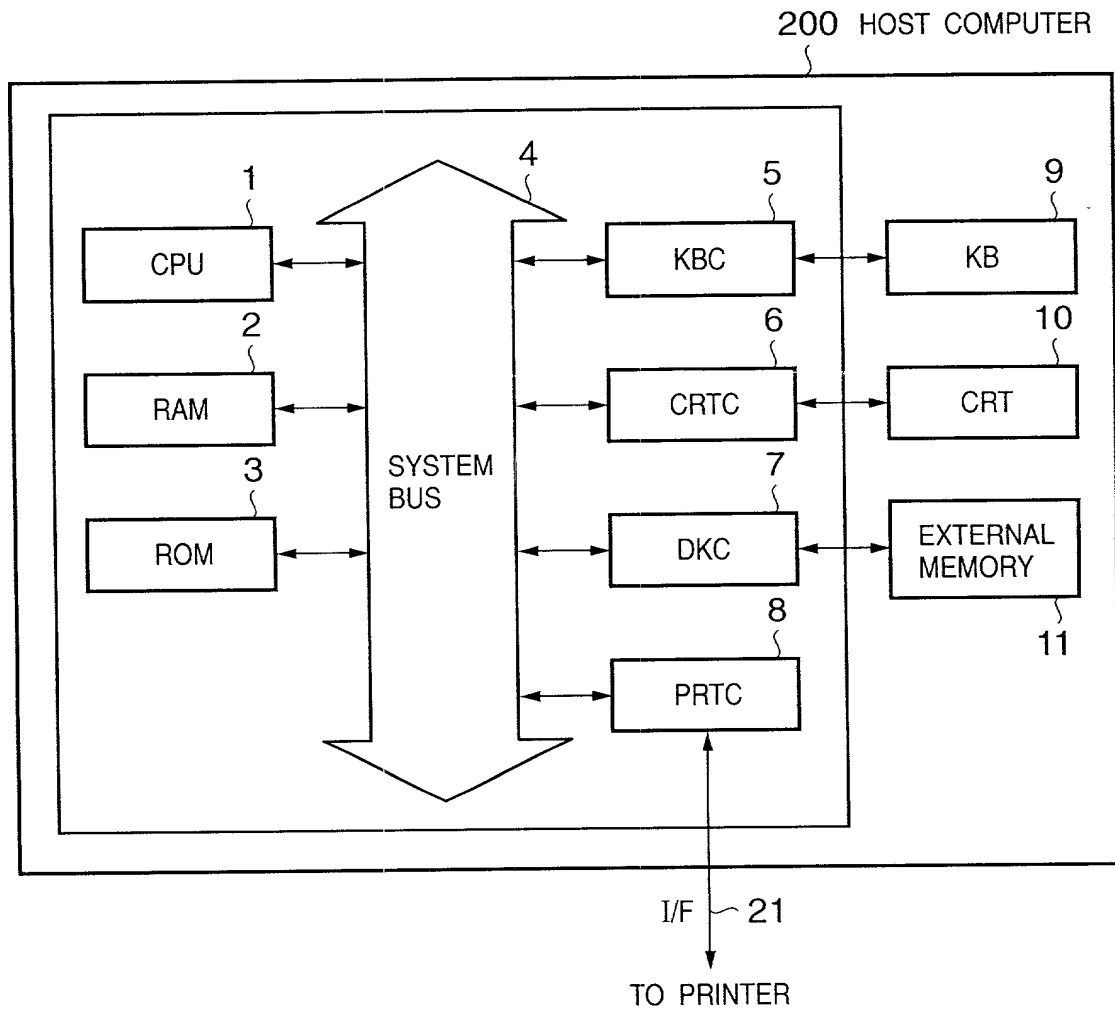 200 HOST COMPUTER
1
CPU
2
RAM
3
ROM
4
SYSTEM
BUS
5
KBC
6
CRTC
7
DKC
8
PRTC
9
KB
10
CRT
EXTERNAL
MEMORY
11
I/F 21
TO PRINTER